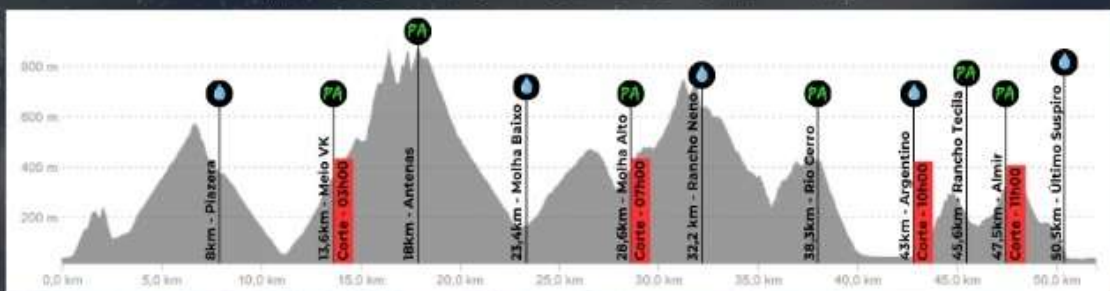 800 m
600 m
400 m
200 m
PA
PA
PA
PA
PA
PA
8km - Piazera
13,6km - Meio VK
Corte - 03h00
18km - Antenas
23,4km - Molha Baixo
28,6km - Molha Alto
Corte - 07h00
32,2 km - Rancho Neno
38,3km - Rio Cerro
43km - Argentino
Corte - 10h00
45,6km - Rancho Tecila
47,5km - Almir
Corte - 11h00
50,5km - Último Suspiro
0,0 km
5,0 km
10,0 km
15,0 km
20,0 km
25,0 km
30,0 km
35,0 km
40,0 km
45,0 km
50,0 km